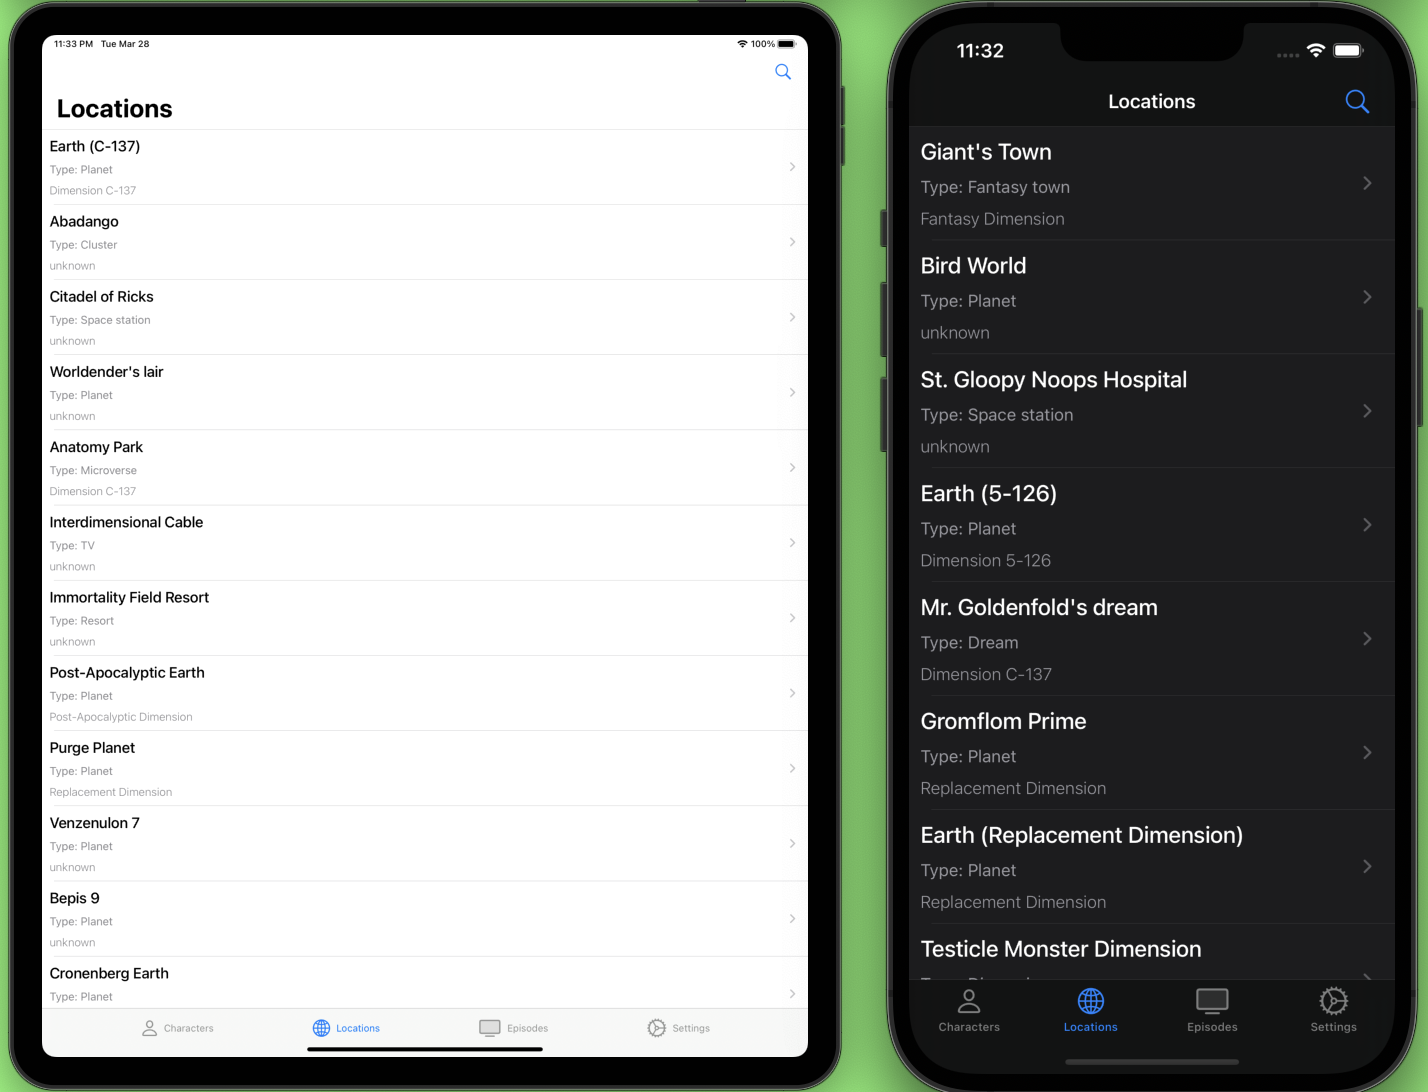 11:33 PM Tue Mar 28
100%
Locations
Earth (C-137)
Type: Planet
Dimension C-137
Abadango
Type: Cluster
unknown
Citadel of Ricks
Type: Space station
unknown
Worldender's lair
Type: Planet
unknown
Anatomy Park
Type: Microverse
Dimension C-137
Interdimensional Cable
Type: TV
unknown
Immortality Field Resort
Type: Resort
unknown
Post-Apocalyptic Earth
Type: Planet
Post-Apocalyptic Dimension
Purge Planet
Type: Planet
Replacement Dimension
Venzenulon 7
Type: Planet
unknown
Bepis 9
Type: Planet
unknown
Cronenberg Earth
Type: Planet
Characters
Locations
Episodes
Settings
11:32
Locations
Giant's Town
Type: Fantasy town
Fantasy Dimension
Bird World
Type: Planet
unknown
St. Gloopy Noops Hospital
Type: Space station
unknown
Earth (5-126)
Type: Planet
Dimension 5-126
Mr. Goldenfold's dream
Type: Dream
Dimension C-137
Gromflom Prime
Type: Planet
Replacement Dimension
Earth (Replacement Dimension)
Type: Planet
Replacement Dimension
Testicle Monster Dimension
Characters
Locations
Episodes
Settings